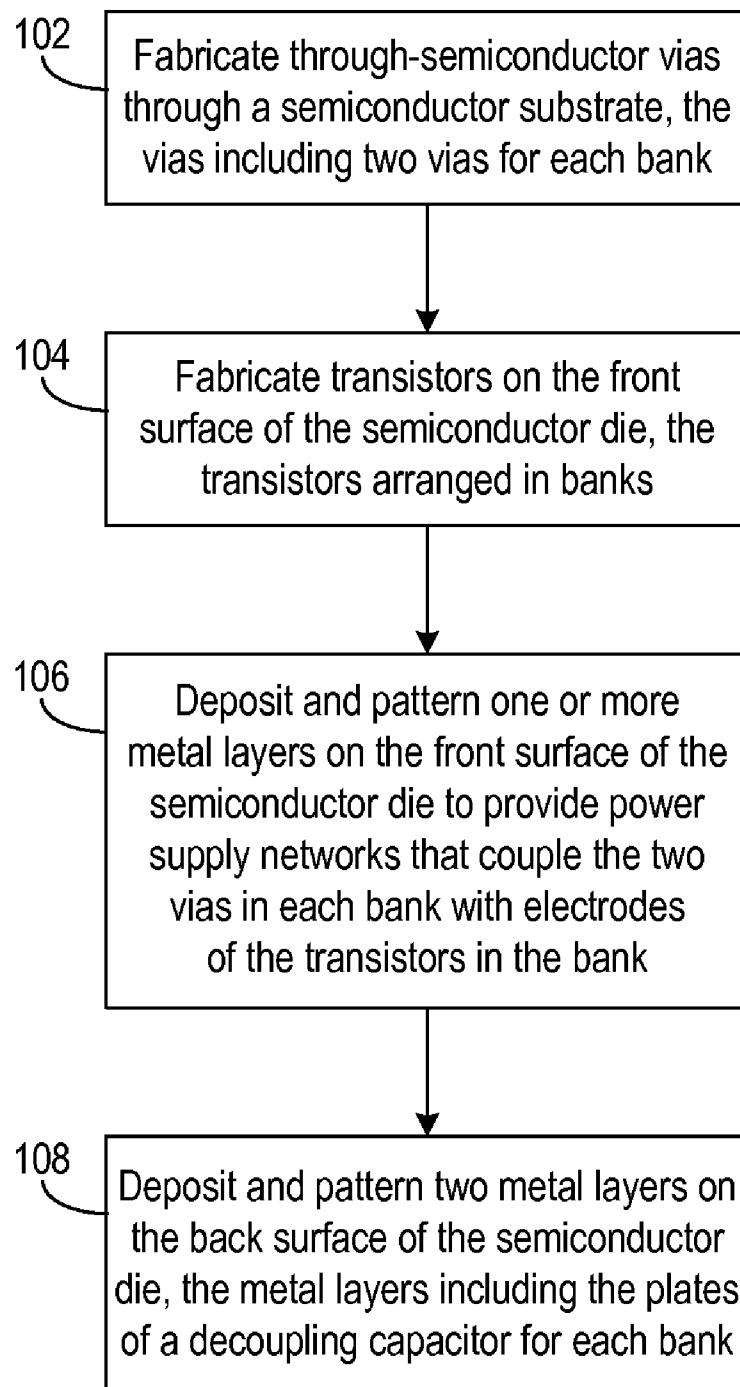 102
Fabricate through-semiconductor vias
through a semiconductor substrate, the
vias including two vias for each bank
104
Fabricate transistors on the front
surface of the semiconductor die, the
transistors arranged in banks
106
Deposit and pattern one or more
metal layers on the front surface of the
semiconductor die to provide power
supply networks that couple the two
vias in each bank with electrodes
of the transistors in the bank
108
Deposit and pattern two metal layers on
the back surface of the semiconductor
die, the metal layers including the plates
of a decoupling capacitor for each bank